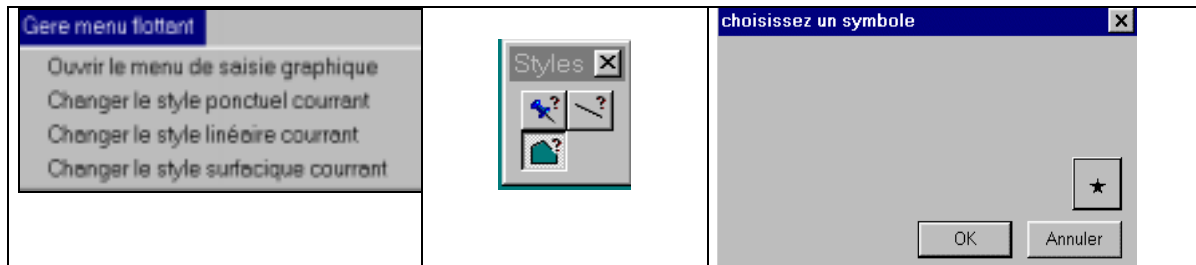 Gere menu flottant
Ouvrir le menu de saisie graphique
Changer le style ponctuel courrant
Changer le style linéaire courrant
Changer le style surfacique courrant
Styles
?
?
?
choisissez un symbole
OK
Annuler